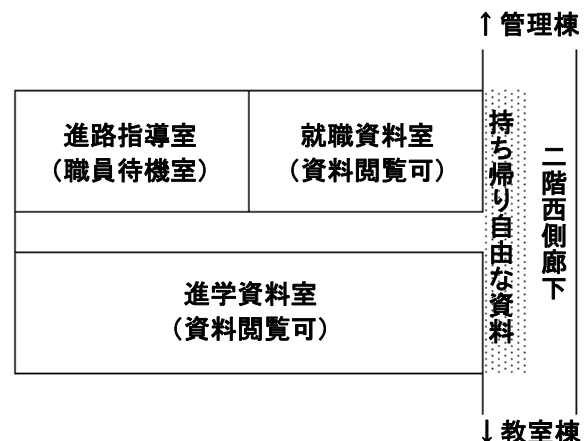 ↑管理棟
進路指導室
（職員待機室）
就職資料室
（資料閲覧可）
持ち帰り自由な資料
二階西側廊下
進学資料室
（資料閲覧可）
↓教室棟